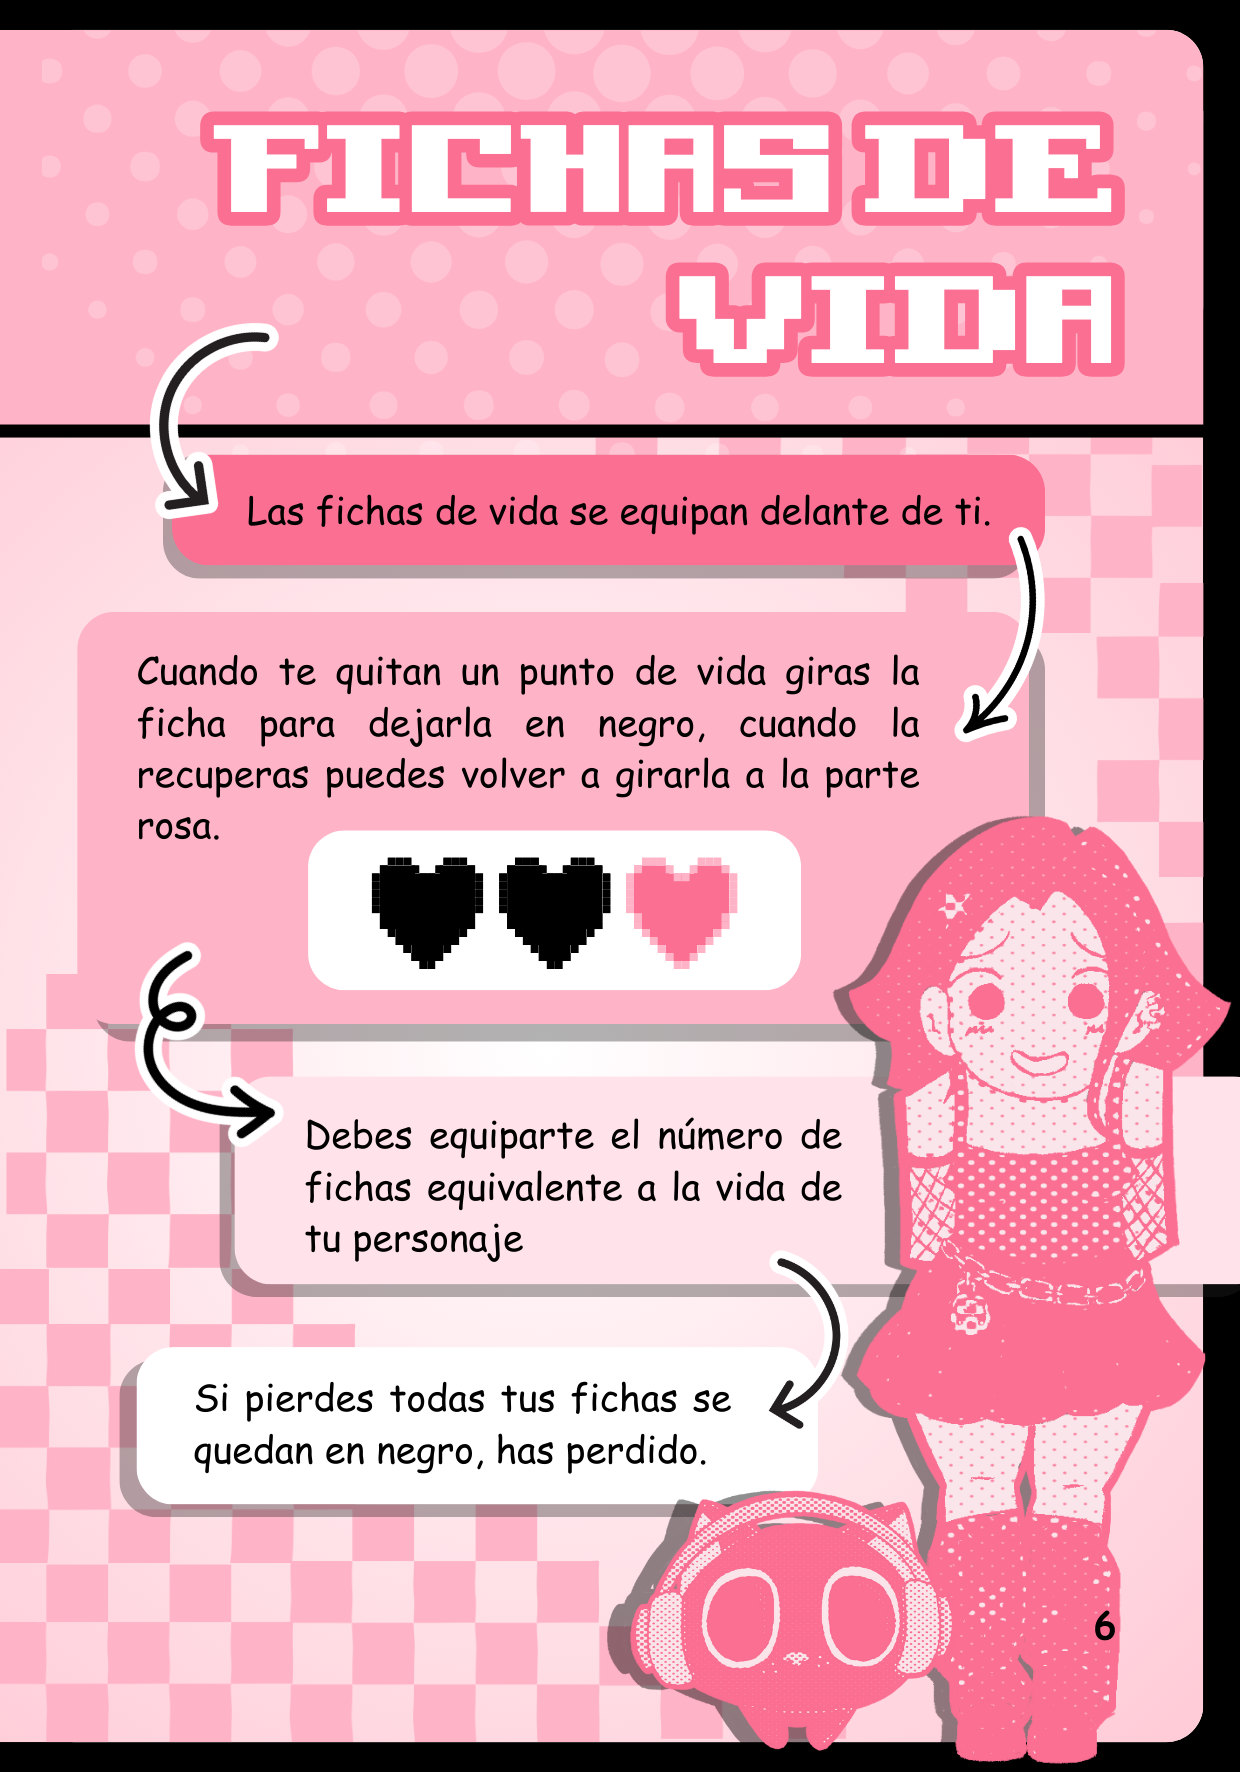 FICHAS DE
VIDA
Las fichas de vida se equipan delante de ti.
Cuando te quitan un punto de vida giras la
ficha para dejarla en negro, cuando la
recuperas puedes volver a girarla a la parte
rosa.
Debes equiparte el número de
fichas equivalente a la vida de
tu personaje
Si pierdes todas tus fichas se
quedan en negro, has perdido.
6